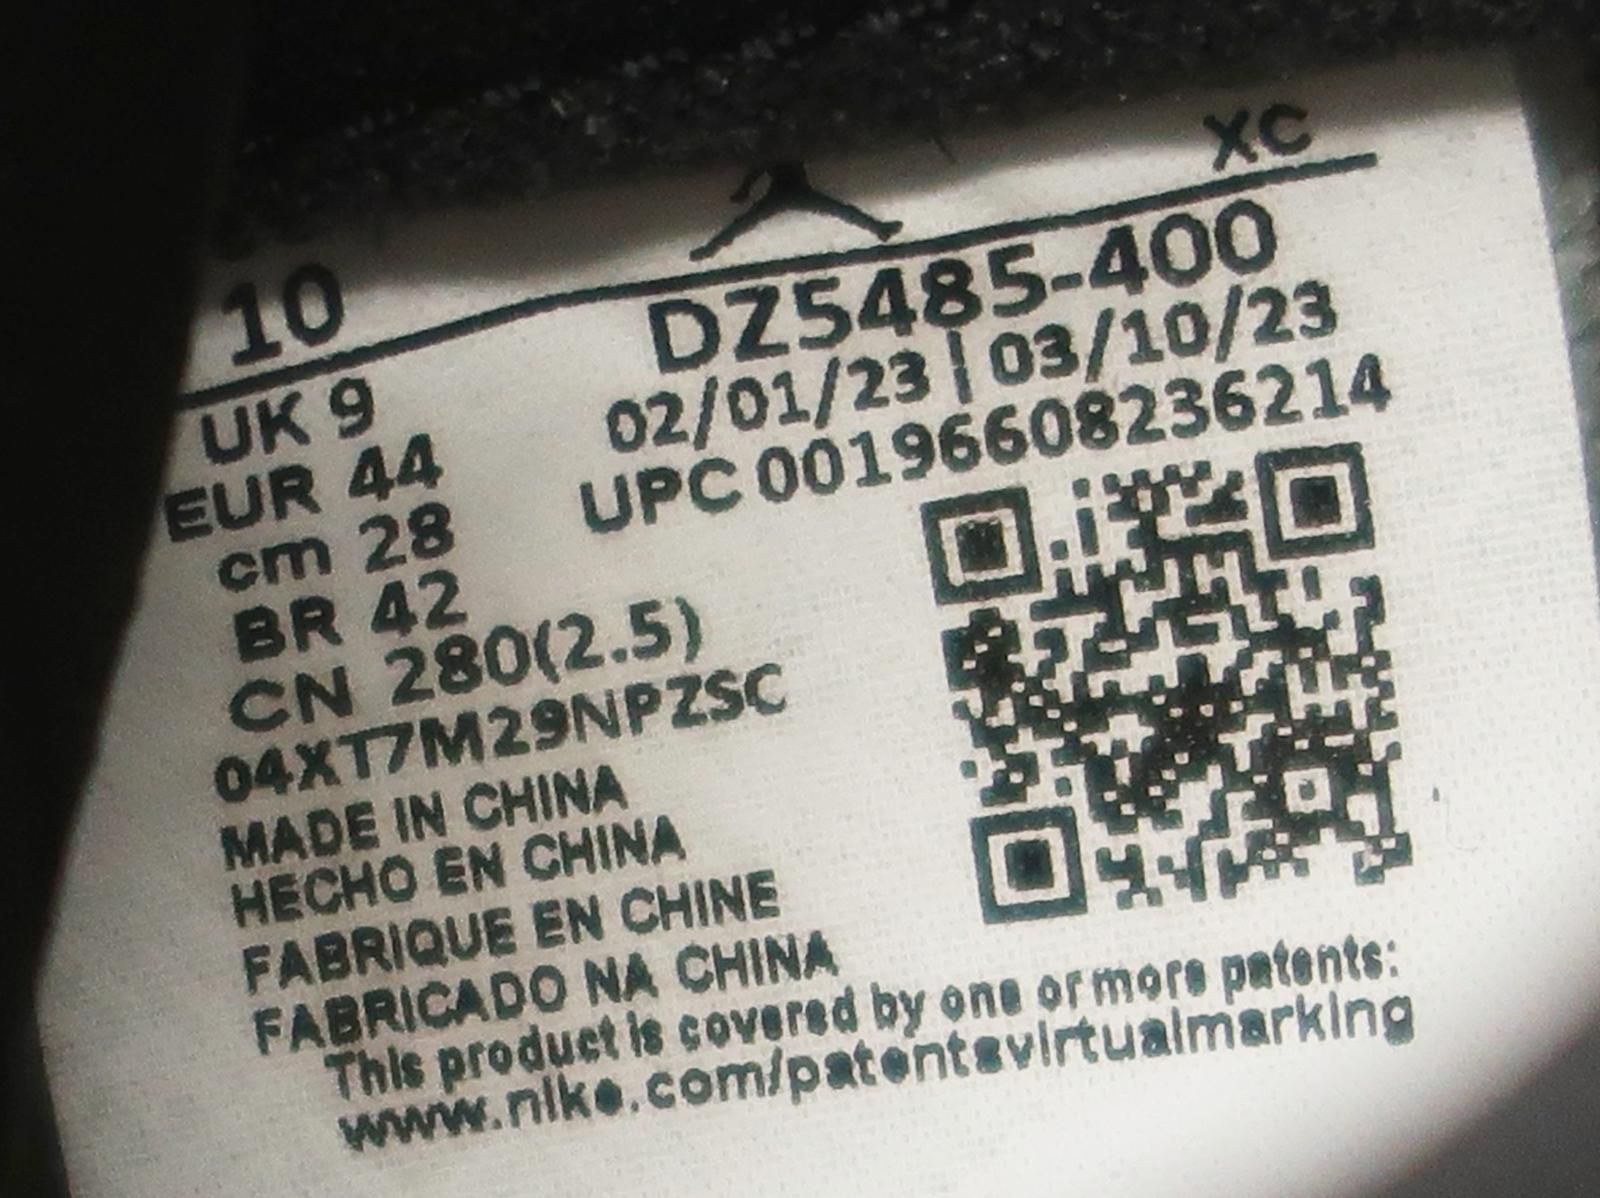 XC
10
DZ5485-400
02/01/23 | 03/10/23
UPC 00196608236214
UK 9
EUR 44
cm 28
BR 42
CN 280(2.5)
04XT7M29NPZSC
MADE IN CHINA
HECHO EN CHINA
FABRIQUE EN CHINE
FABRICADO NA CHINA
This product is covered by one or more patents:
www.nike.com/patentsvirtualmarking